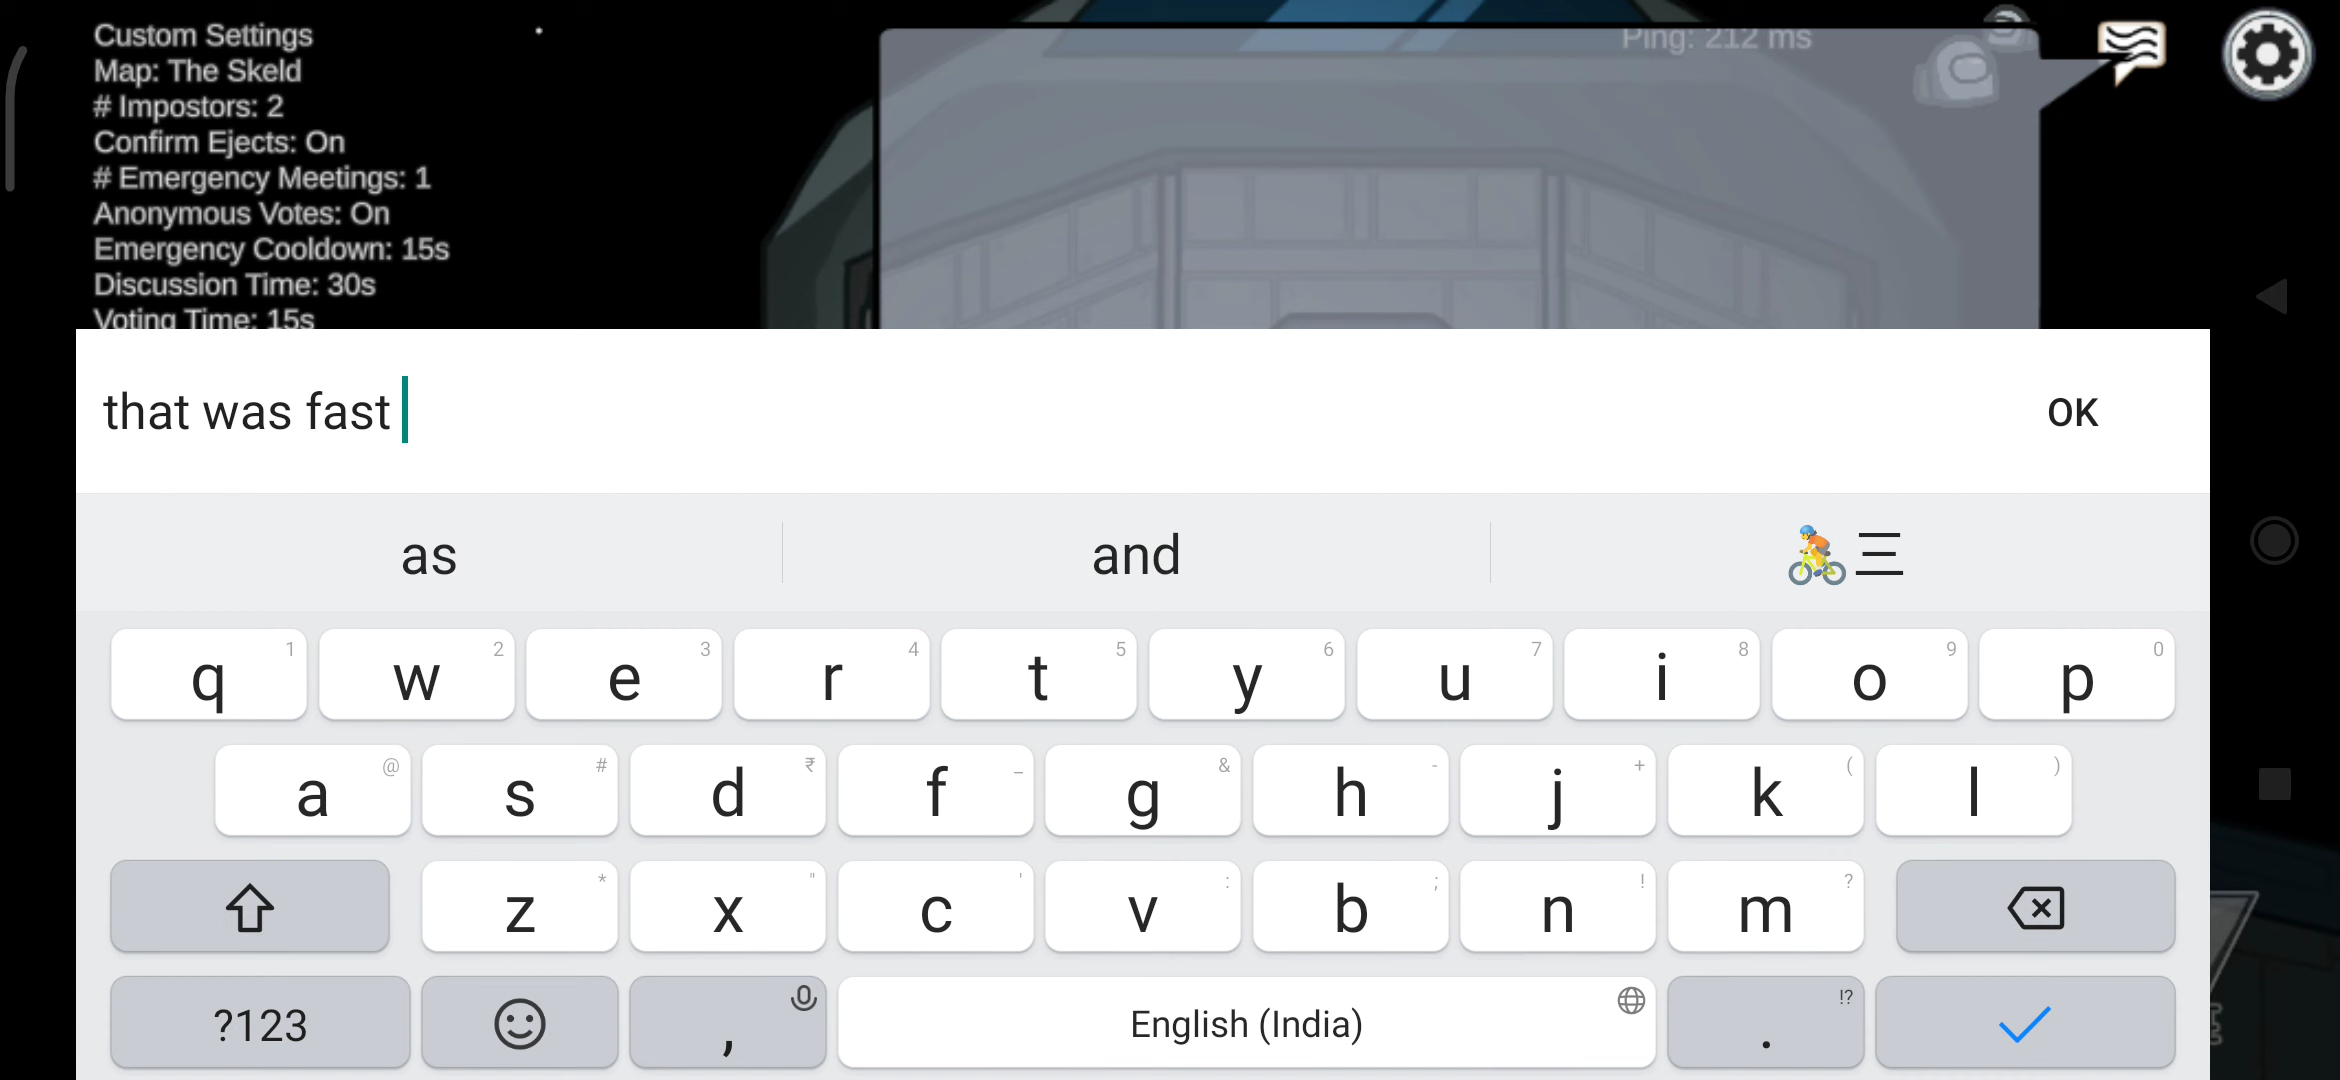 Custom Settings
Map: The Skeld
# Impostors: 2
Confirm Ejects: On
# Emergency Meetings: 1
Anonymous Votes: On
Emergency Cooldown: 15s
Discussion Time: 30s
Voting Time: 15s
Ping: 212 ms
that was fast
OK
as and 🚴三
q 1 w 2 e 3 r 4 t 5 y 6 u 7 i 8 o 9 p 0
a @ s # d ₹ f _ g & h - j + k ( l )
z * x " c ' v : b ; n ! m ?
?123 , English (India) . !?